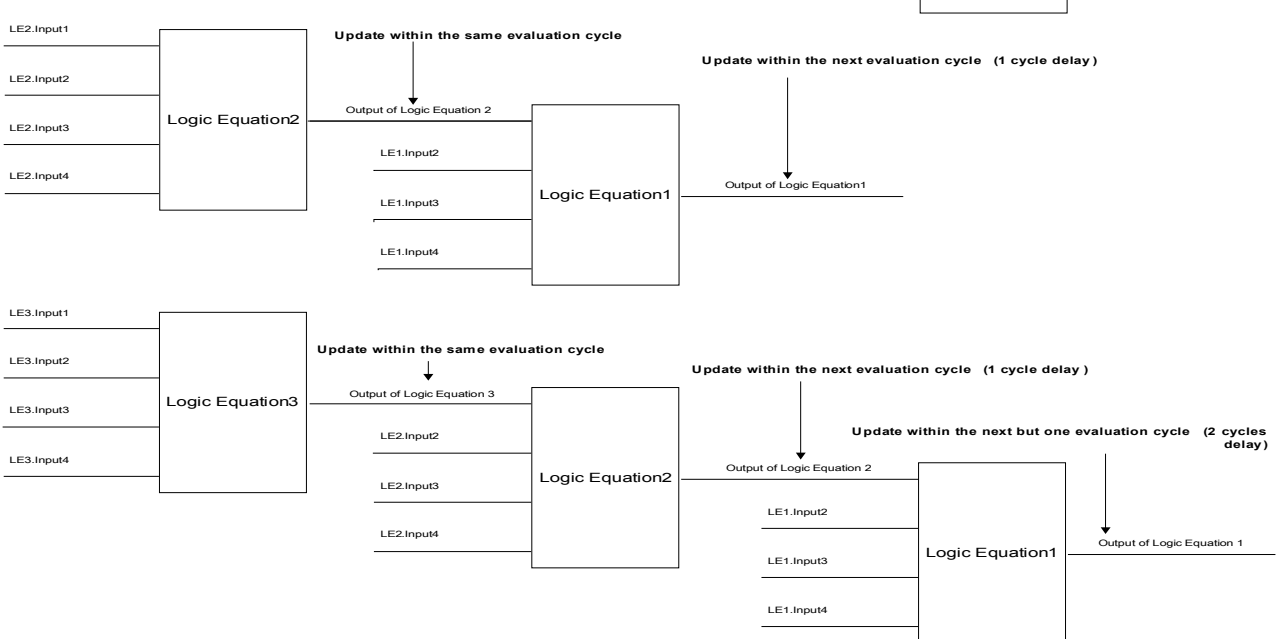 LE2.Input1
LE2.Input2
LE2.Input3
LE2.Input4
Logic Equation2
Update within the same evaluation cycle
Output of Logic Equation 2
LE1.Input2
LE1.Input3
LE1.Input4
Logic Equation1
Update within the next evaluation cycle (1 cycle delay )
Output of Logic Equation1
LE3.Input1
LE3.Input2
LE3.Input3
LE3.Input4
Logic Equation3
Update within the same evaluation cycle
Output of Logic Equation 3
LE2.Input2
LE2.Input3
LE2.Input4
Logic Equation2
Update within the next evaluation cycle (1 cycle delay )
Output of Logic Equation 2
LE1.Input2
LE1.Input3
LE1.Input4
Logic Equation1
Update within the next but one evaluation cycle (2 cycles
delay)
Output of Logic Equation 1